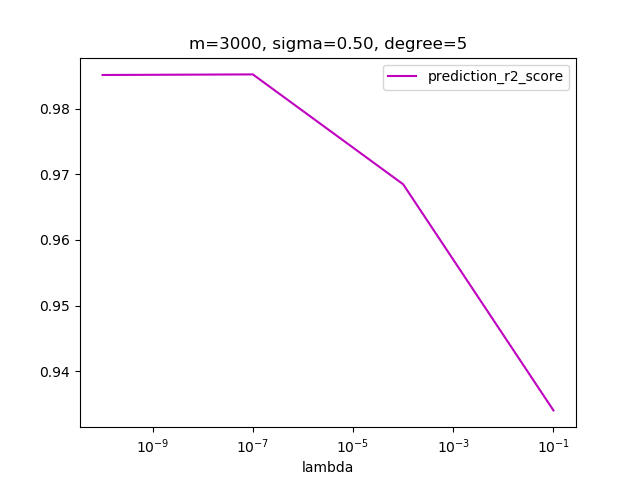 m=3000, sigma=0.50, degree=5
prediction_r2_score
0.98
0.97
0.96
0.95
0.94
10⁻⁹ 10⁻⁷ 10⁻⁵ 10⁻³ 10⁻¹
lambda